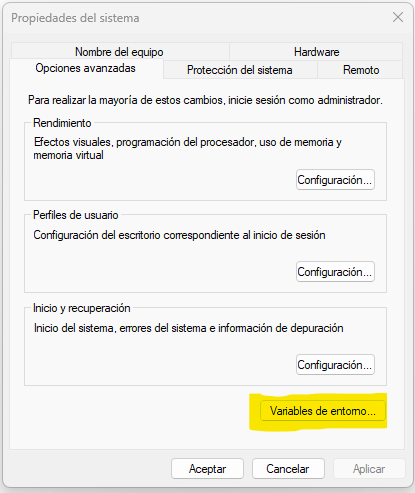 Propiedades del sistema
Nombre del equipo
Hardware
Opciones avanzadas
Protección del sistema
Remoto
Para realizar la mayoría de estos cambios, inicie sesión como administrador.
Rendimiento
Efectos visuales, programación del procesador, uso de memoria y
memoria virtual
Configuración...
Perfiles de usuario
Configuración del escritorio correspondiente al inicio de sesión
Configuración...
Inicio y recuperación
Inicio del sistema, errores del sistema e información de depuración
Configuración...
Variables de entorno...
Aceptar
Cancelar
Aplicar